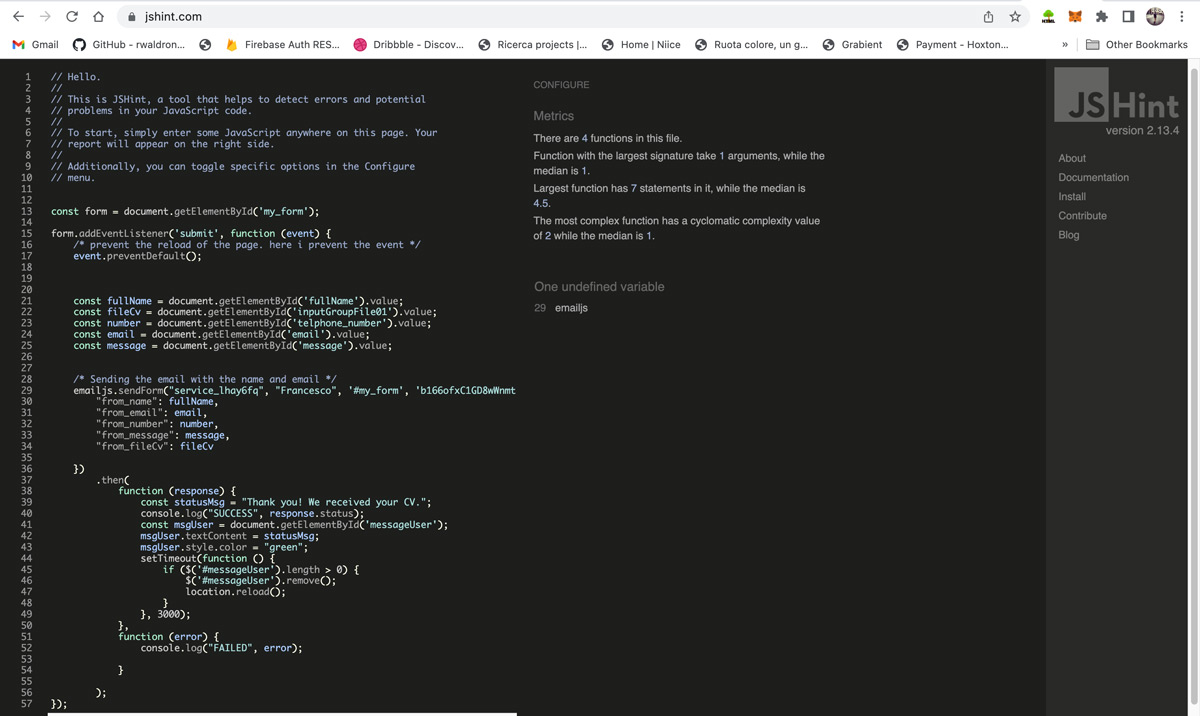 jshint.com
Gmail
GitHub - rwaldron...
Firebase Auth RES...
Dribbble - Discov...
Ricerca projects |...
Home | Niice
Ruota colore, un g...
Grabient
Payment - Hoxton...
»
Other Bookmarks
1 // Hello.
2 //
3 // This is JSHint, a tool that helps to detect errors and potential
4 // problems in your JavaScript code.
5 //
6 // To start, simply enter some JavaScript anywhere on this page. Your
7 // report will appear on the right side.
8 //
9 // Additionally, you can toggle specific options in the Configure
10 // menu.
11
12
13 const form = document.getElementById('my_form');
14
15 form.addEventListener('submit', function (event) {
16 /* prevent the reload of the page. here i prevent the event */
17 event.preventDefault();
18
19
20
21 const fullName = document.getElementById('fullName').value;
22 const fileCv = document.getElementById('inputGroupFile01').value;
23 const number = document.getElementById('telphone_number').value;
24 const email = document.getElementById('email').value;
25 const message = document.getElementById('message').value;
26
27
28 /* Sending the email with the name and email */
29 emailjs.sendForm("service_lhay6fq", "Francesco", '#my_form', 'b166ofxC1GD8wWnmt
30 "from_name": fullName,
31 "from_email": email,
32 "from_number": number,
33 "from_message": message,
34 "from_fileCv": fileCv
35
36 })
37 .then(
38 function (response) {
39 const statusMsg = "Thank you! We received your CV.";
40 console.log("SUCCESS", response.status);
41 const msgUser = document.getElementById('messageUser');
42 msgUser.textContent = statusMsg;
43 msgUser.style.color = "green";
44 setTimeout(function () {
45 if ($('#messageUser').length > 0) {
46 $('#messageUser').remove();
47 location.reload();
48 }
49 }, 3000);
50 },
51 function (error) {
52 console.log("FAILED", error);
53
54 }
55
56 );
57 });
CONFIGURE
Metrics
There are 4 functions in this file.
Function with the largest signature take 1 arguments, while the
median is 1.
Largest function has 7 statements in it, while the median is
4.5.
The most complex function has a cyclomatic complexity value
of 2 while the median is 1.
One undefined variable
29 emailjs
JSHint
version 2.13.4
About
Documentation
Install
Contribute
Blog